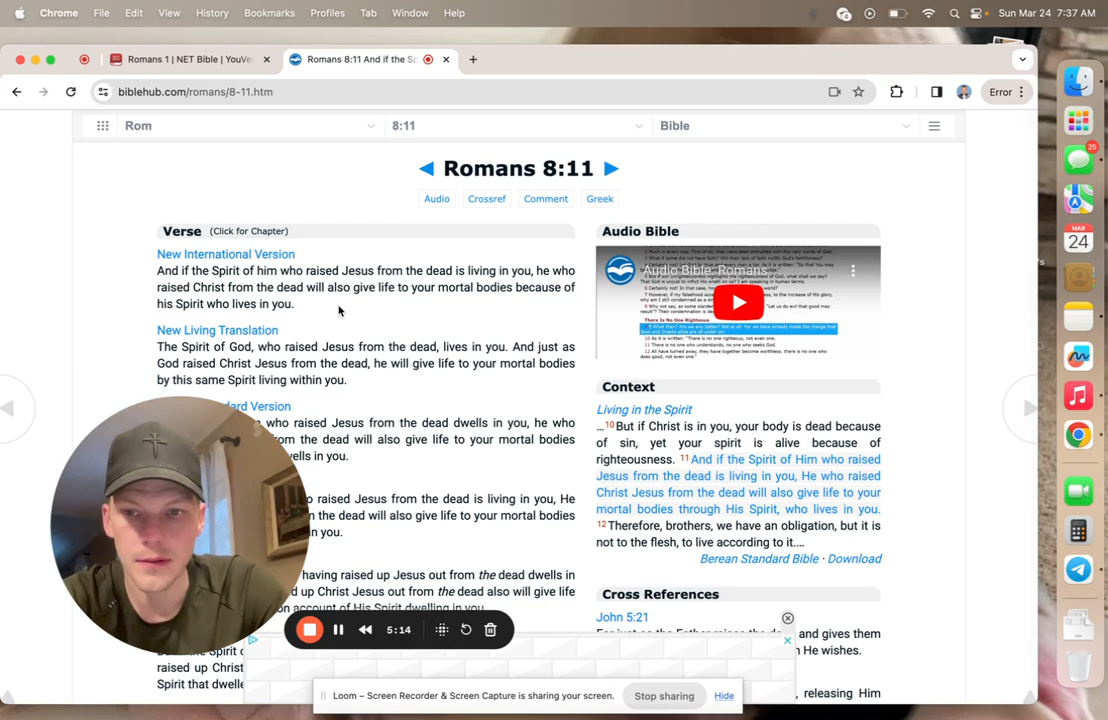 Chrome File Edit View History Bookmarks Profiles Tab Window Help Sun Mar 24 7:37 AM
Romans 1 | NET Bible | YouVe
Romans 8:11 And if the Sp
biblehub.com/romans/8-11.htm
Error
Rom 8:11 Bible
Romans 8:11
Audio Crossref Comment Greek
Verse (Click for Chapter)
New International Version
And if the Spirit of him who raised Jesus from the dead is living in you, he who
raised Christ from the dead will also give life to your mortal bodies because of
his Spirit who lives in you.
New Living Translation
The Spirit of God, who raised Jesus from the dead, lives in you. And just as
God raised Christ Jesus from the dead, he will give life to your mortal bodies
by this same Spirit living within you.
dard Version
who raised Jesus from the dead dwells in you, he who
om the dead will also give life to your mortal bodies
wells in you.
o raised Jesus from the dead is living in you, He
n the dead will also give life to your mortal bodies
in you.
having raised up Jesus out from the dead dwells in
d up Christ Jesus out from the dead also will give life
on account of His Spirit dwelling in you.
raised up Christ
Spirit that dwelle
Audio Bible
Audio Bible: Romans
There Is No One Righteous
Context
Living in the Spirit
...10But if Christ is in you, your body is dead because
of sin, yet your spirit is alive because of
righteousness. 11And if the Spirit of Him who raised
Jesus from the dead is living in you, He who raised
Christ Jesus from the dead will also give life to your
mortal bodies through His Spirit, who lives in you.
12Therefore, brothers, we have an obligation, but it is
not to the flesh, to live according to it....
Berean Standard Bible · Download
Cross References
John 5:21
and gives them
n He wishes.
, releasing Him
5:14
Loom – Screen Recorder & Screen Capture is sharing your screen. Stop sharing Hide
25
MAR
24